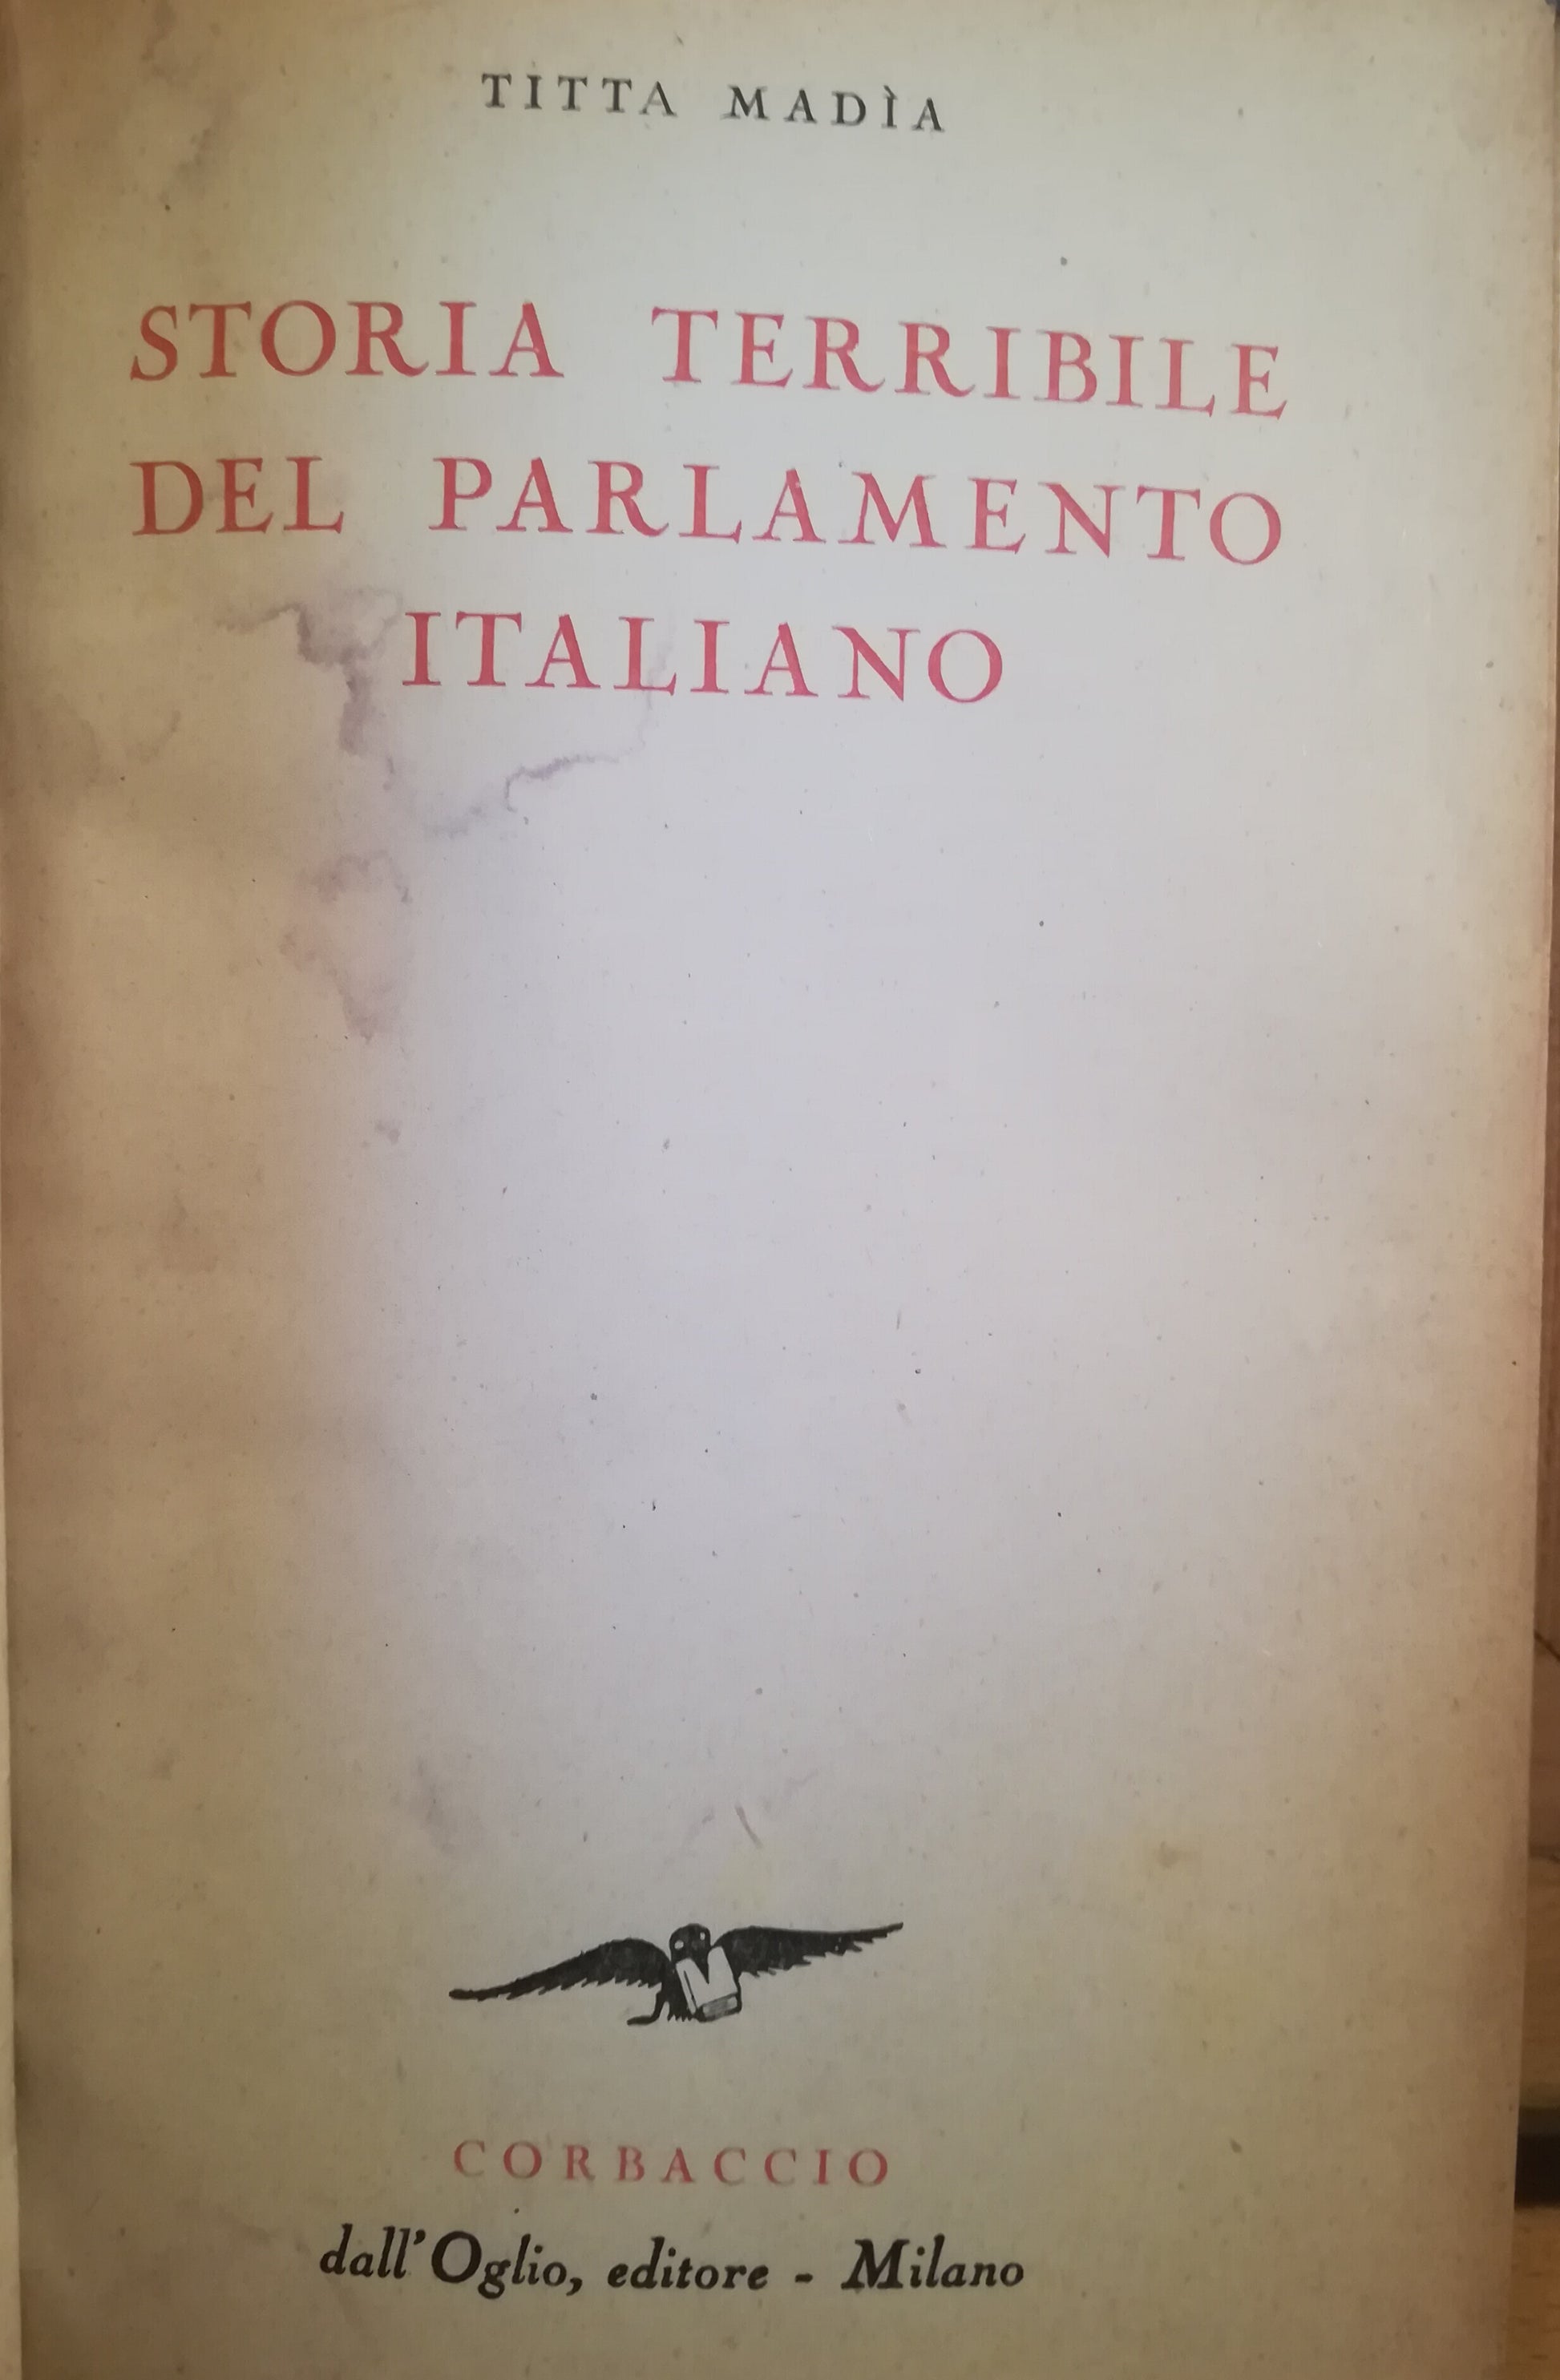 TITTA MADÌA
STORIA TERRIBILE
DEL PARLAMENTO
ITALIANO
CORBACCIO
dall'Oglio, editore - Milano